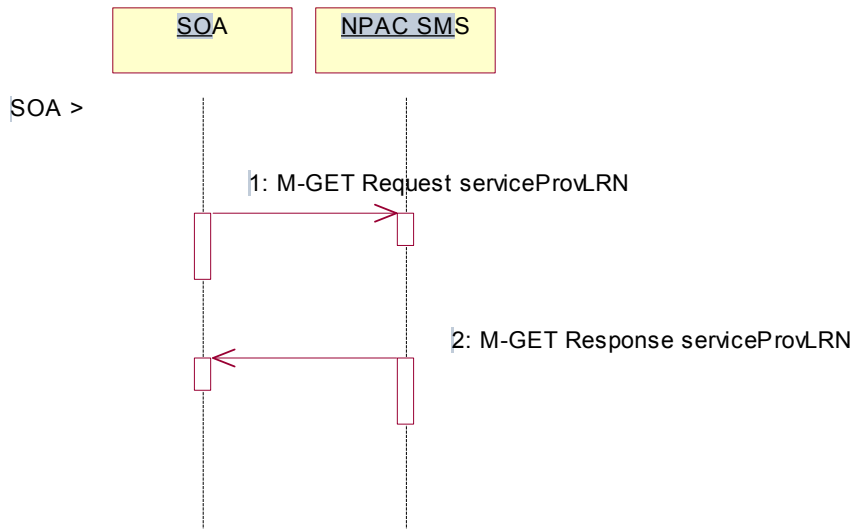 SOA
NPAC SMS
SOA >
1: M-GET Request serviceProvLRN
2: M-GET Response serviceProvLRN